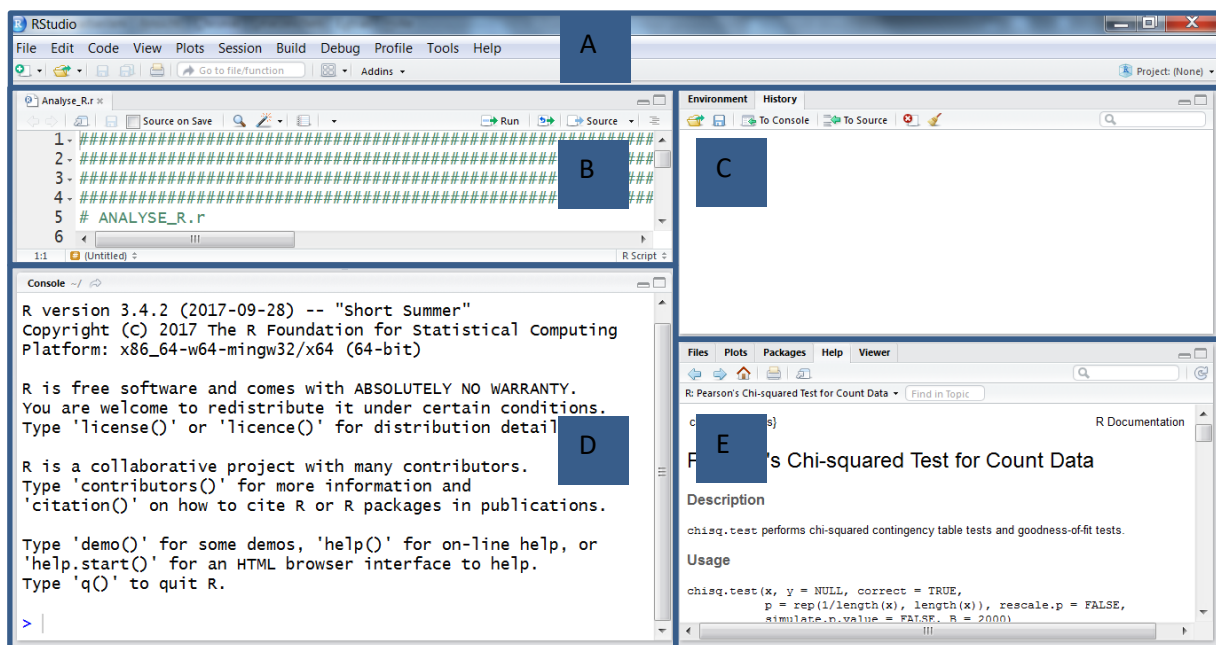 RStudio
File Edit Code View Plots Session Build Debug Profile Tools Help
A
Go to file/function Addins Project: (None)
Analyse_R.r
Source on Save Run Source
1 ################################################################
2 ################################################################
3 ################################################################
4 ################################################################
5 # ANALYSE_R.r
6
B
1:1 (Untitled) R Script
Environment History
To Console To Source
C
Console ~/
R version 3.4.2 (2017-09-28) -- "Short Summer"
Copyright (C) 2017 The R Foundation for Statistical Computing
Platform: x86_64-w64-mingw32/x64 (64-bit)
R is free software and comes with ABSOLUTELY NO WARRANTY.
You are welcome to redistribute it under certain conditions.
Type 'license()' or 'licence()' for distribution detail
D
R is a collaborative project with many contributors.
Type 'contributors()' for more information and
'citation()' on how to cite R or R packages in publications.
Type 'demo()' for some demos, 'help()' for on-line help, or
'help.start()' for an HTML browser interface to help.
Type 'q()' to quit R.
>
Files Plots Packages Help Viewer
R: Pearson's Chi-squared Test for Count Data Find in Topic
R Documentation
E
's Chi-squared Test for Count Data
Description
chisq.test performs chi-squared contingency table tests and goodness-of-fit tests.
Usage
chisq.test(x, y = NULL, correct = TRUE,
p = rep(1/length(x), length(x)), rescale.p = FALSE,
simulate.p.value = FALSE, B = 2000)